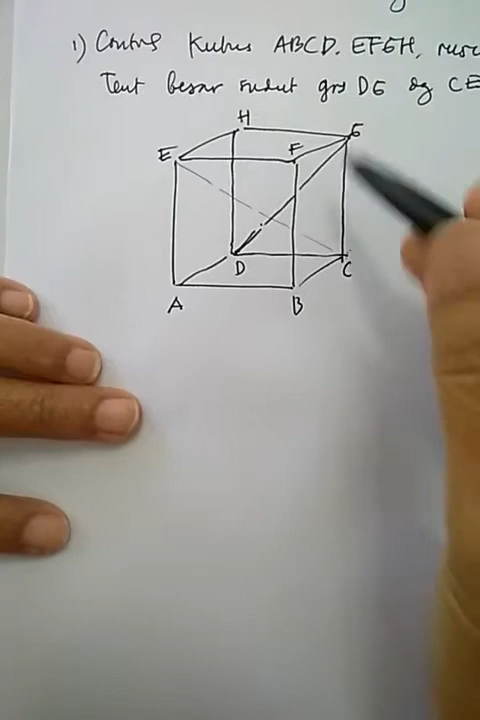 1) Contoh Kubus ABCD. EFGH,
Tent besar sudut grs DG dg CE
H
G
E
F
D
C
A
B